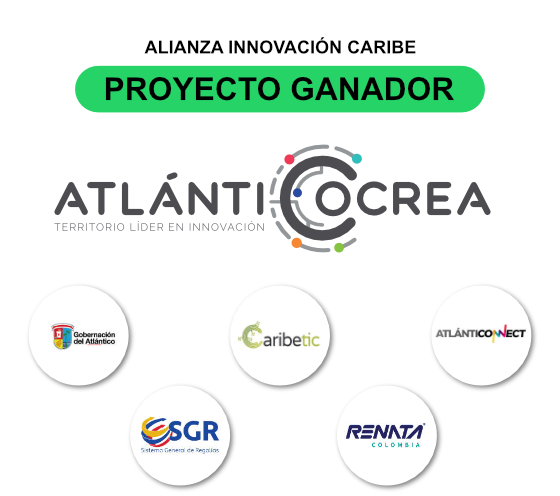 ALIANZA INNOVACIÓN CARIBE
PROYECTO GANADOR
ATLÁNTICOCREA
TERRITORIO LÍDER EN INNOVACIÓN
Gobernación
del Atlántico
Caribetic
ATLÁNTICONNECT
SGR
Sistema General de Regalías
RENATA
COLOMBIA